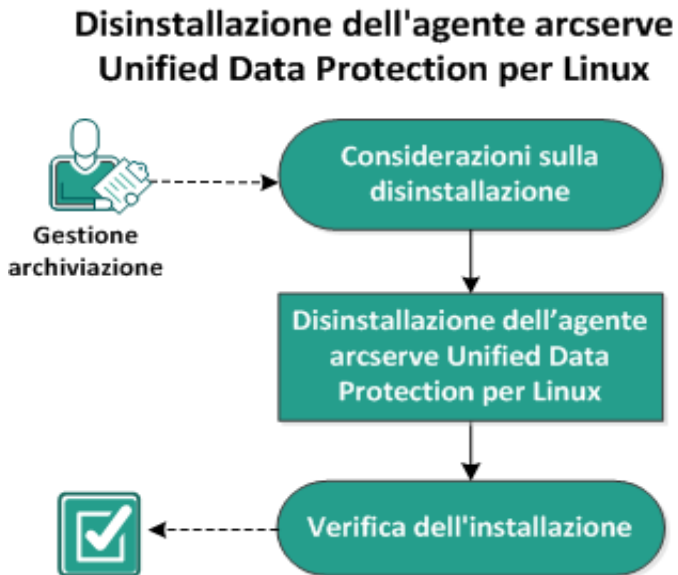 Disinstallazione dell'agente arcserve
Unified Data Protection per Linux
Considerazioni sulla
disinstallazione
Gestione
archiviazione
Disinstallazione dell’agente
arcserve Unified Data
Protection per Linux
Verifica dell'installazione